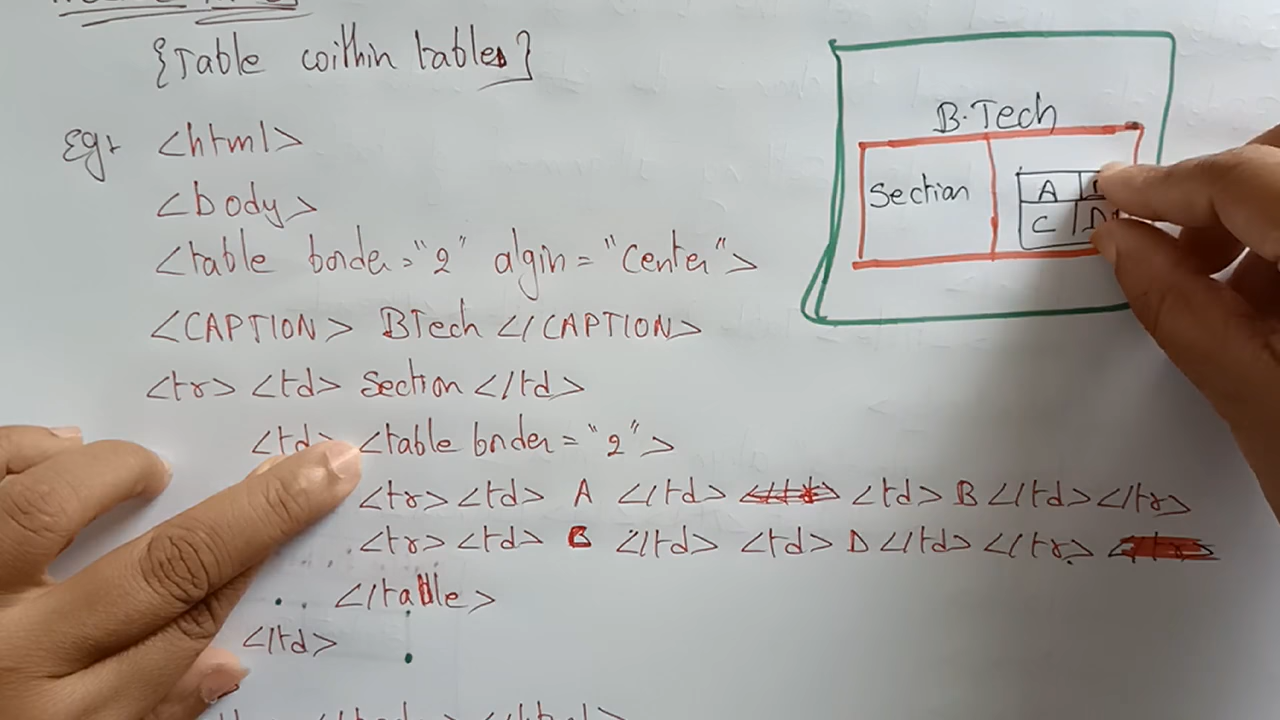 {Table within tables}
Eg:- <html>
<body>
<table border="2" algin="center">
<CAPTION> BTech </CAPTION>
<tr> <td> Section </td>
<td> <table border="2">
<tr> <td> A </td> <td> B </td> </tr>
<tr> <td> C </td> <td> D </td> </tr>
</table>
</td>
B.Tech
Section
A
C D